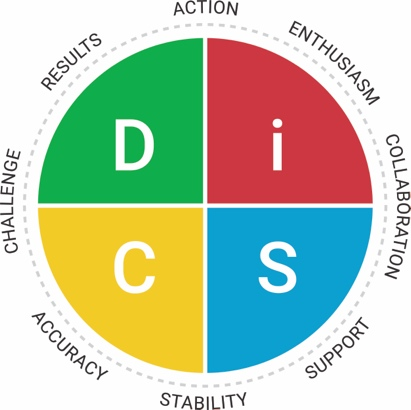 ACTION
ENTHUSIASM
COLLABORATION
SUPPORT
STABILITY
ACCURACY
CHALLENGE
RESULTS
D
i
C
S